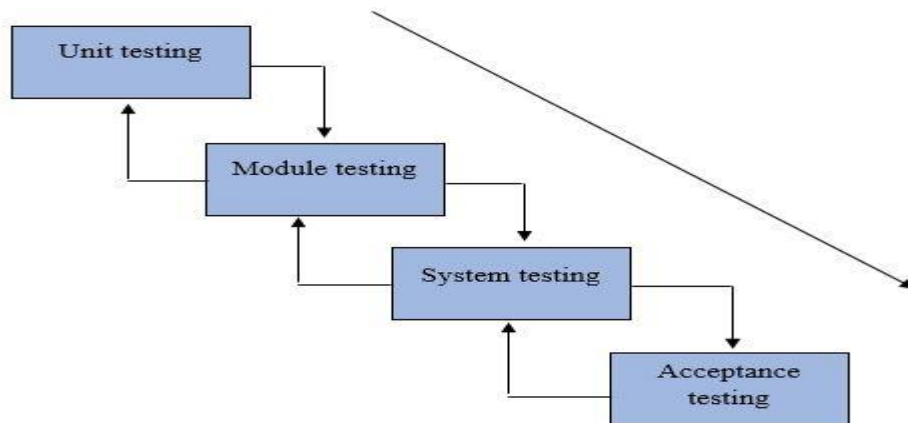 Unit testing
Module testing
System testing
Acceptance
testing